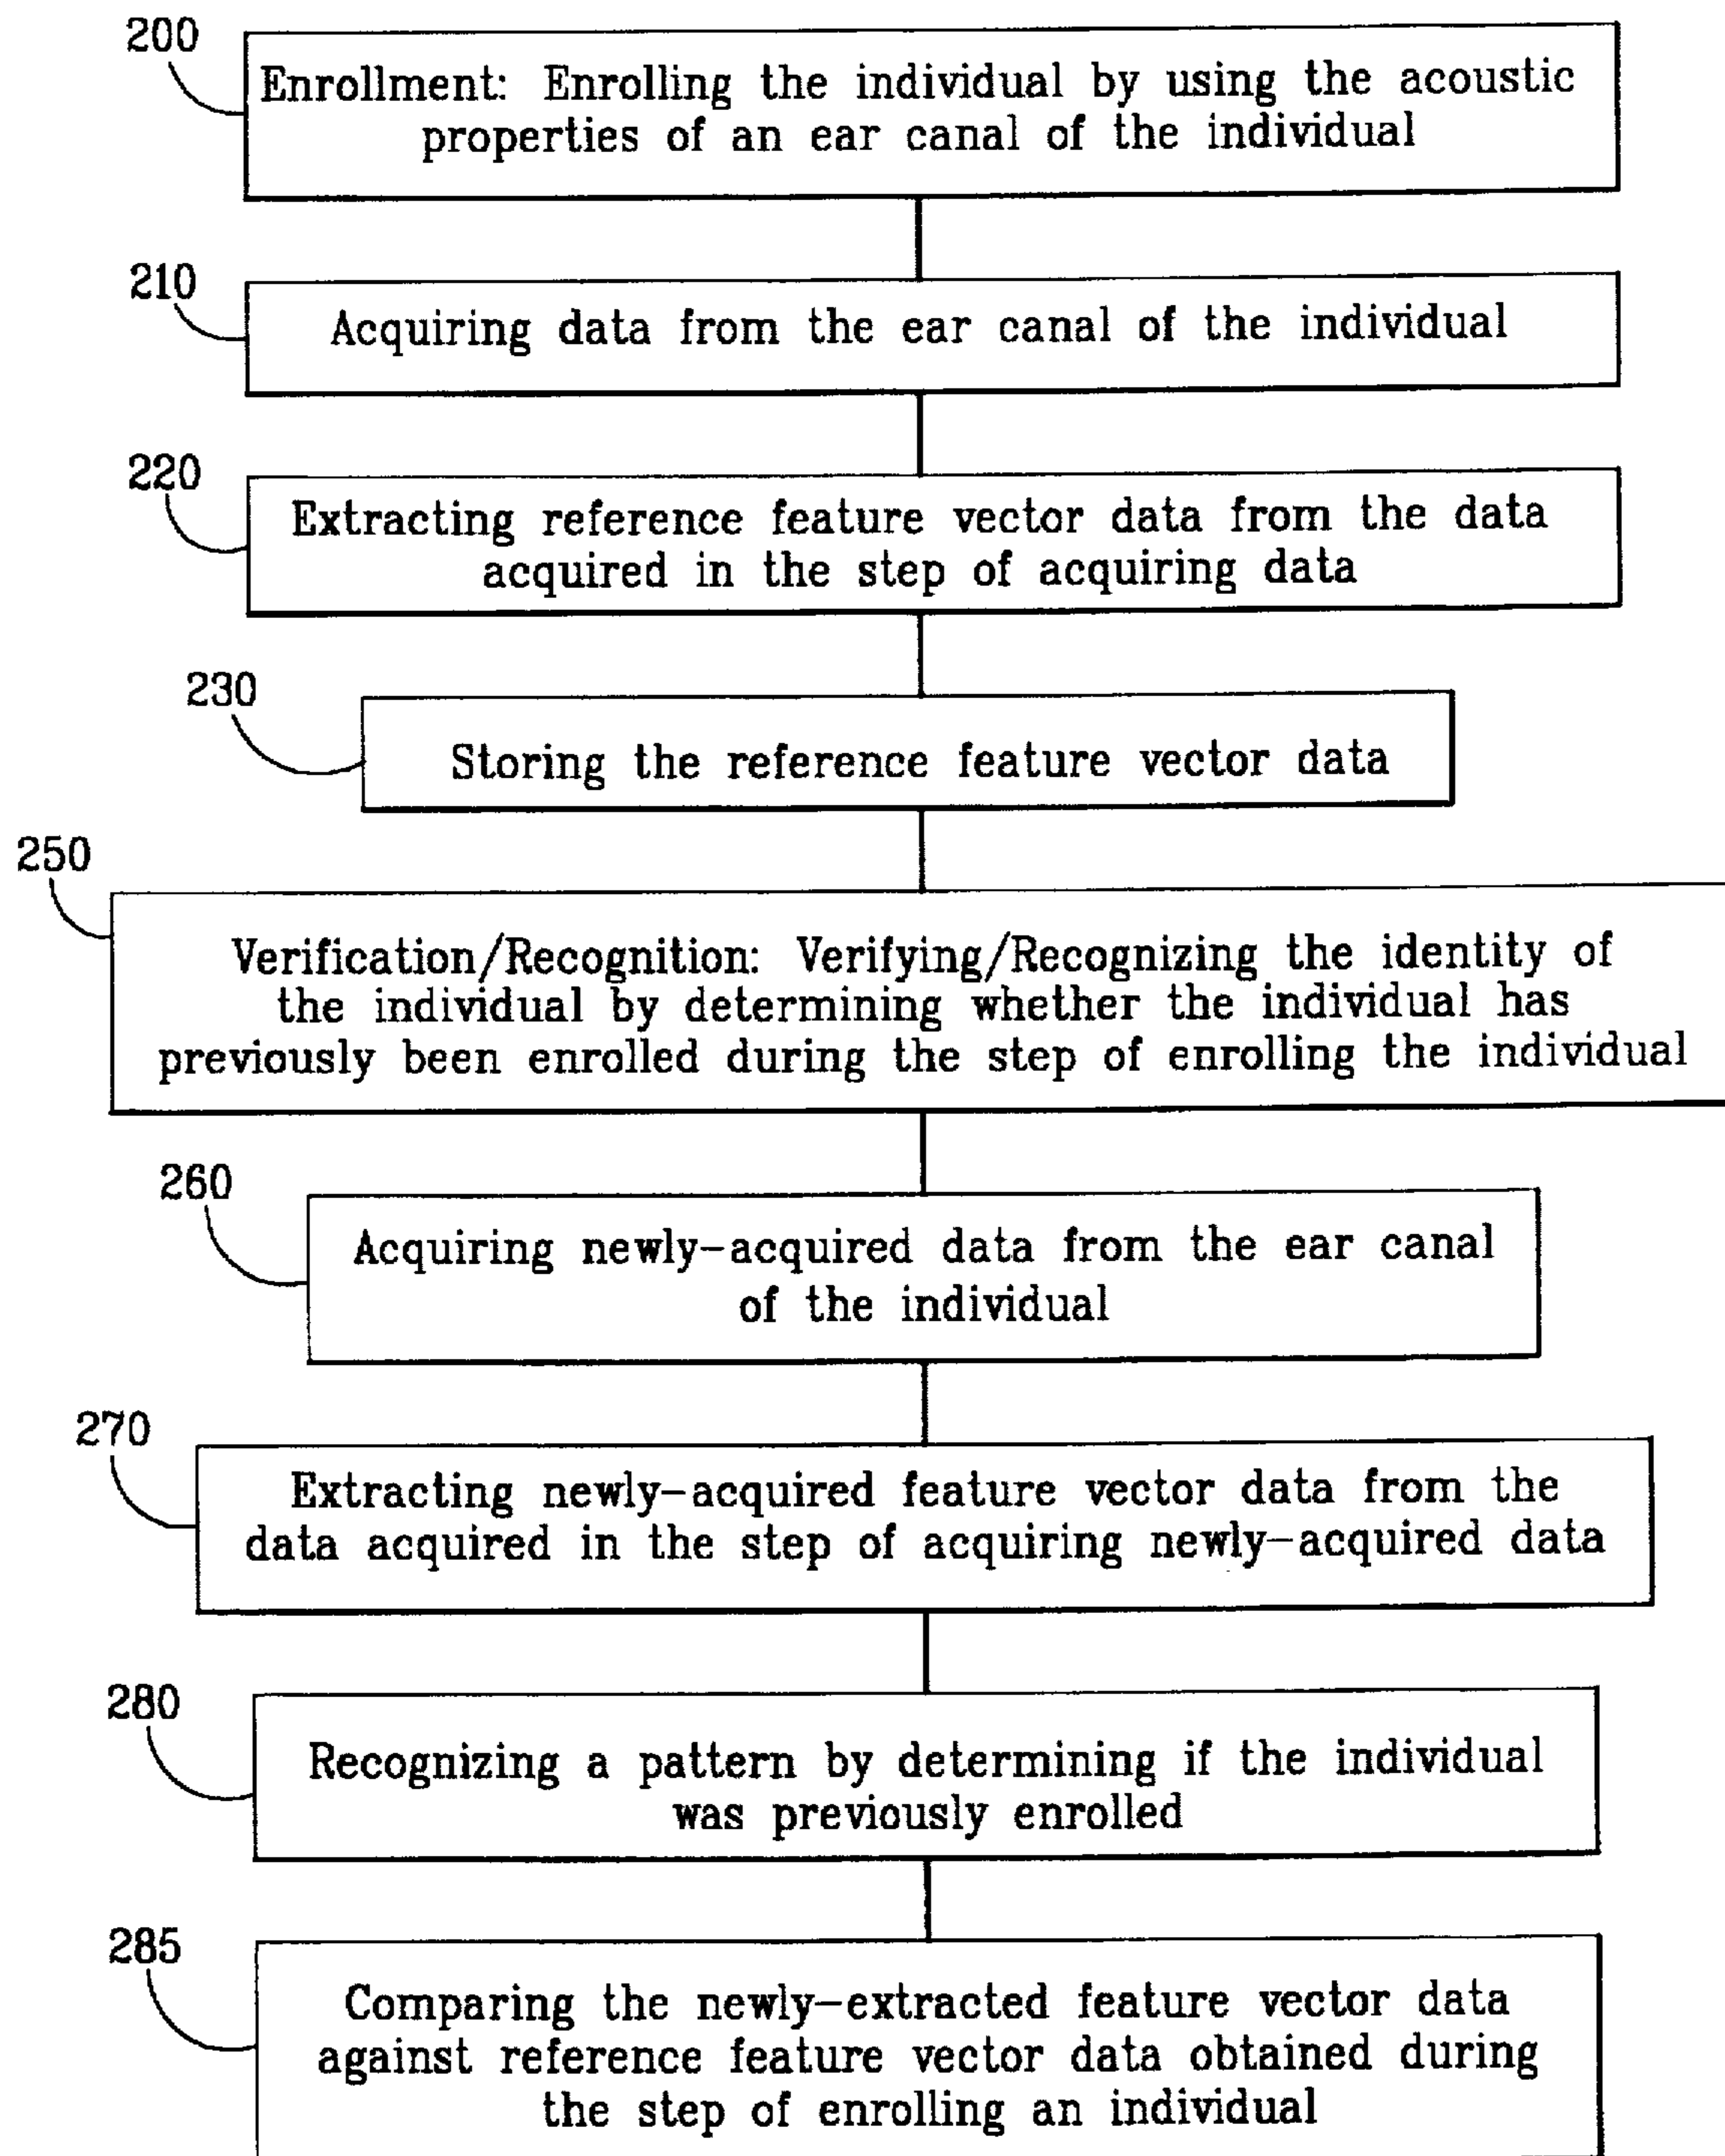 200
Enrollment: Enrolling the individual by using the acoustic
properties of an ear canal of the individual
210
Acquiring data from the ear canal of the individual
220
Extracting reference feature vector data from the data
acquired in the step of acquiring data
230
Storing the reference feature vector data
250
Verification/Recognition: Verifying/Recognizing the identity of
the individual by determining whether the individual has
previously been enrolled during the step of enrolling the individual
260
Acquiring newly-acquired data from the ear canal
of the individual
270
Extracting newly-acquired feature vector data from the
data acquired in the step of acquiring newly-acquired data
280
Recognizing a pattern by determining if the individual
was previously enrolled
285
Comparing the newly-extracted feature vector data
against reference feature vector data obtained during
the step of enrolling an individual